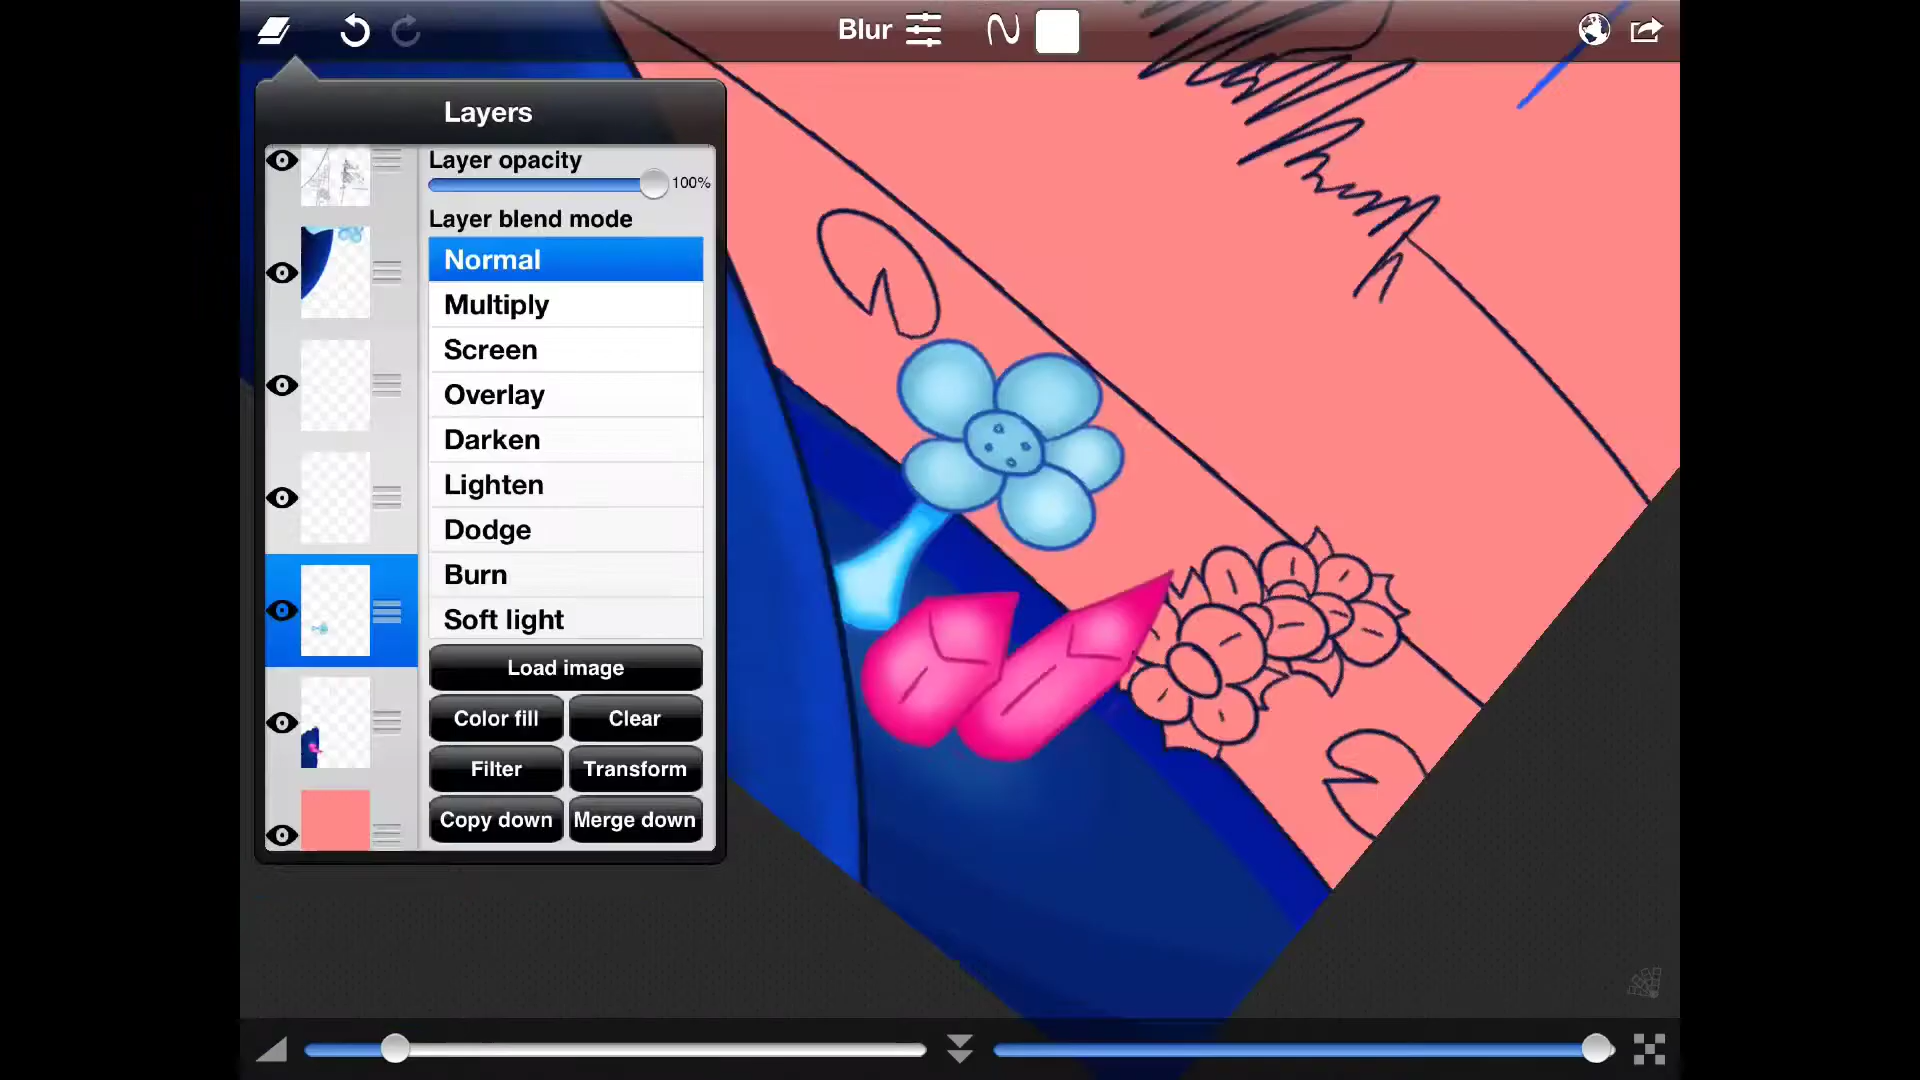 Blur
Layers
Layer opacity
100%
Layer blend mode
Normal
Multiply
Screen
Overlay
Darken
Lighten
Dodge
Burn
Soft light
Load image
Color fill Clear
Filter Transform
Copy down Merge down